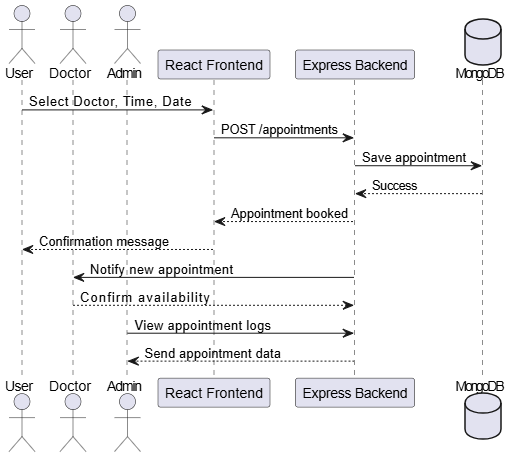 User Doctor Admin React Frontend Express Backend MongoDB
Select Doctor, Time, Date
POST /appointments
Save appointment
Success
Appointment booked
Confirmation message
Notify new appointment
Confirm availability
View appointment logs
Send appointment data
User Doctor Admin React Frontend Express Backend MongoDB